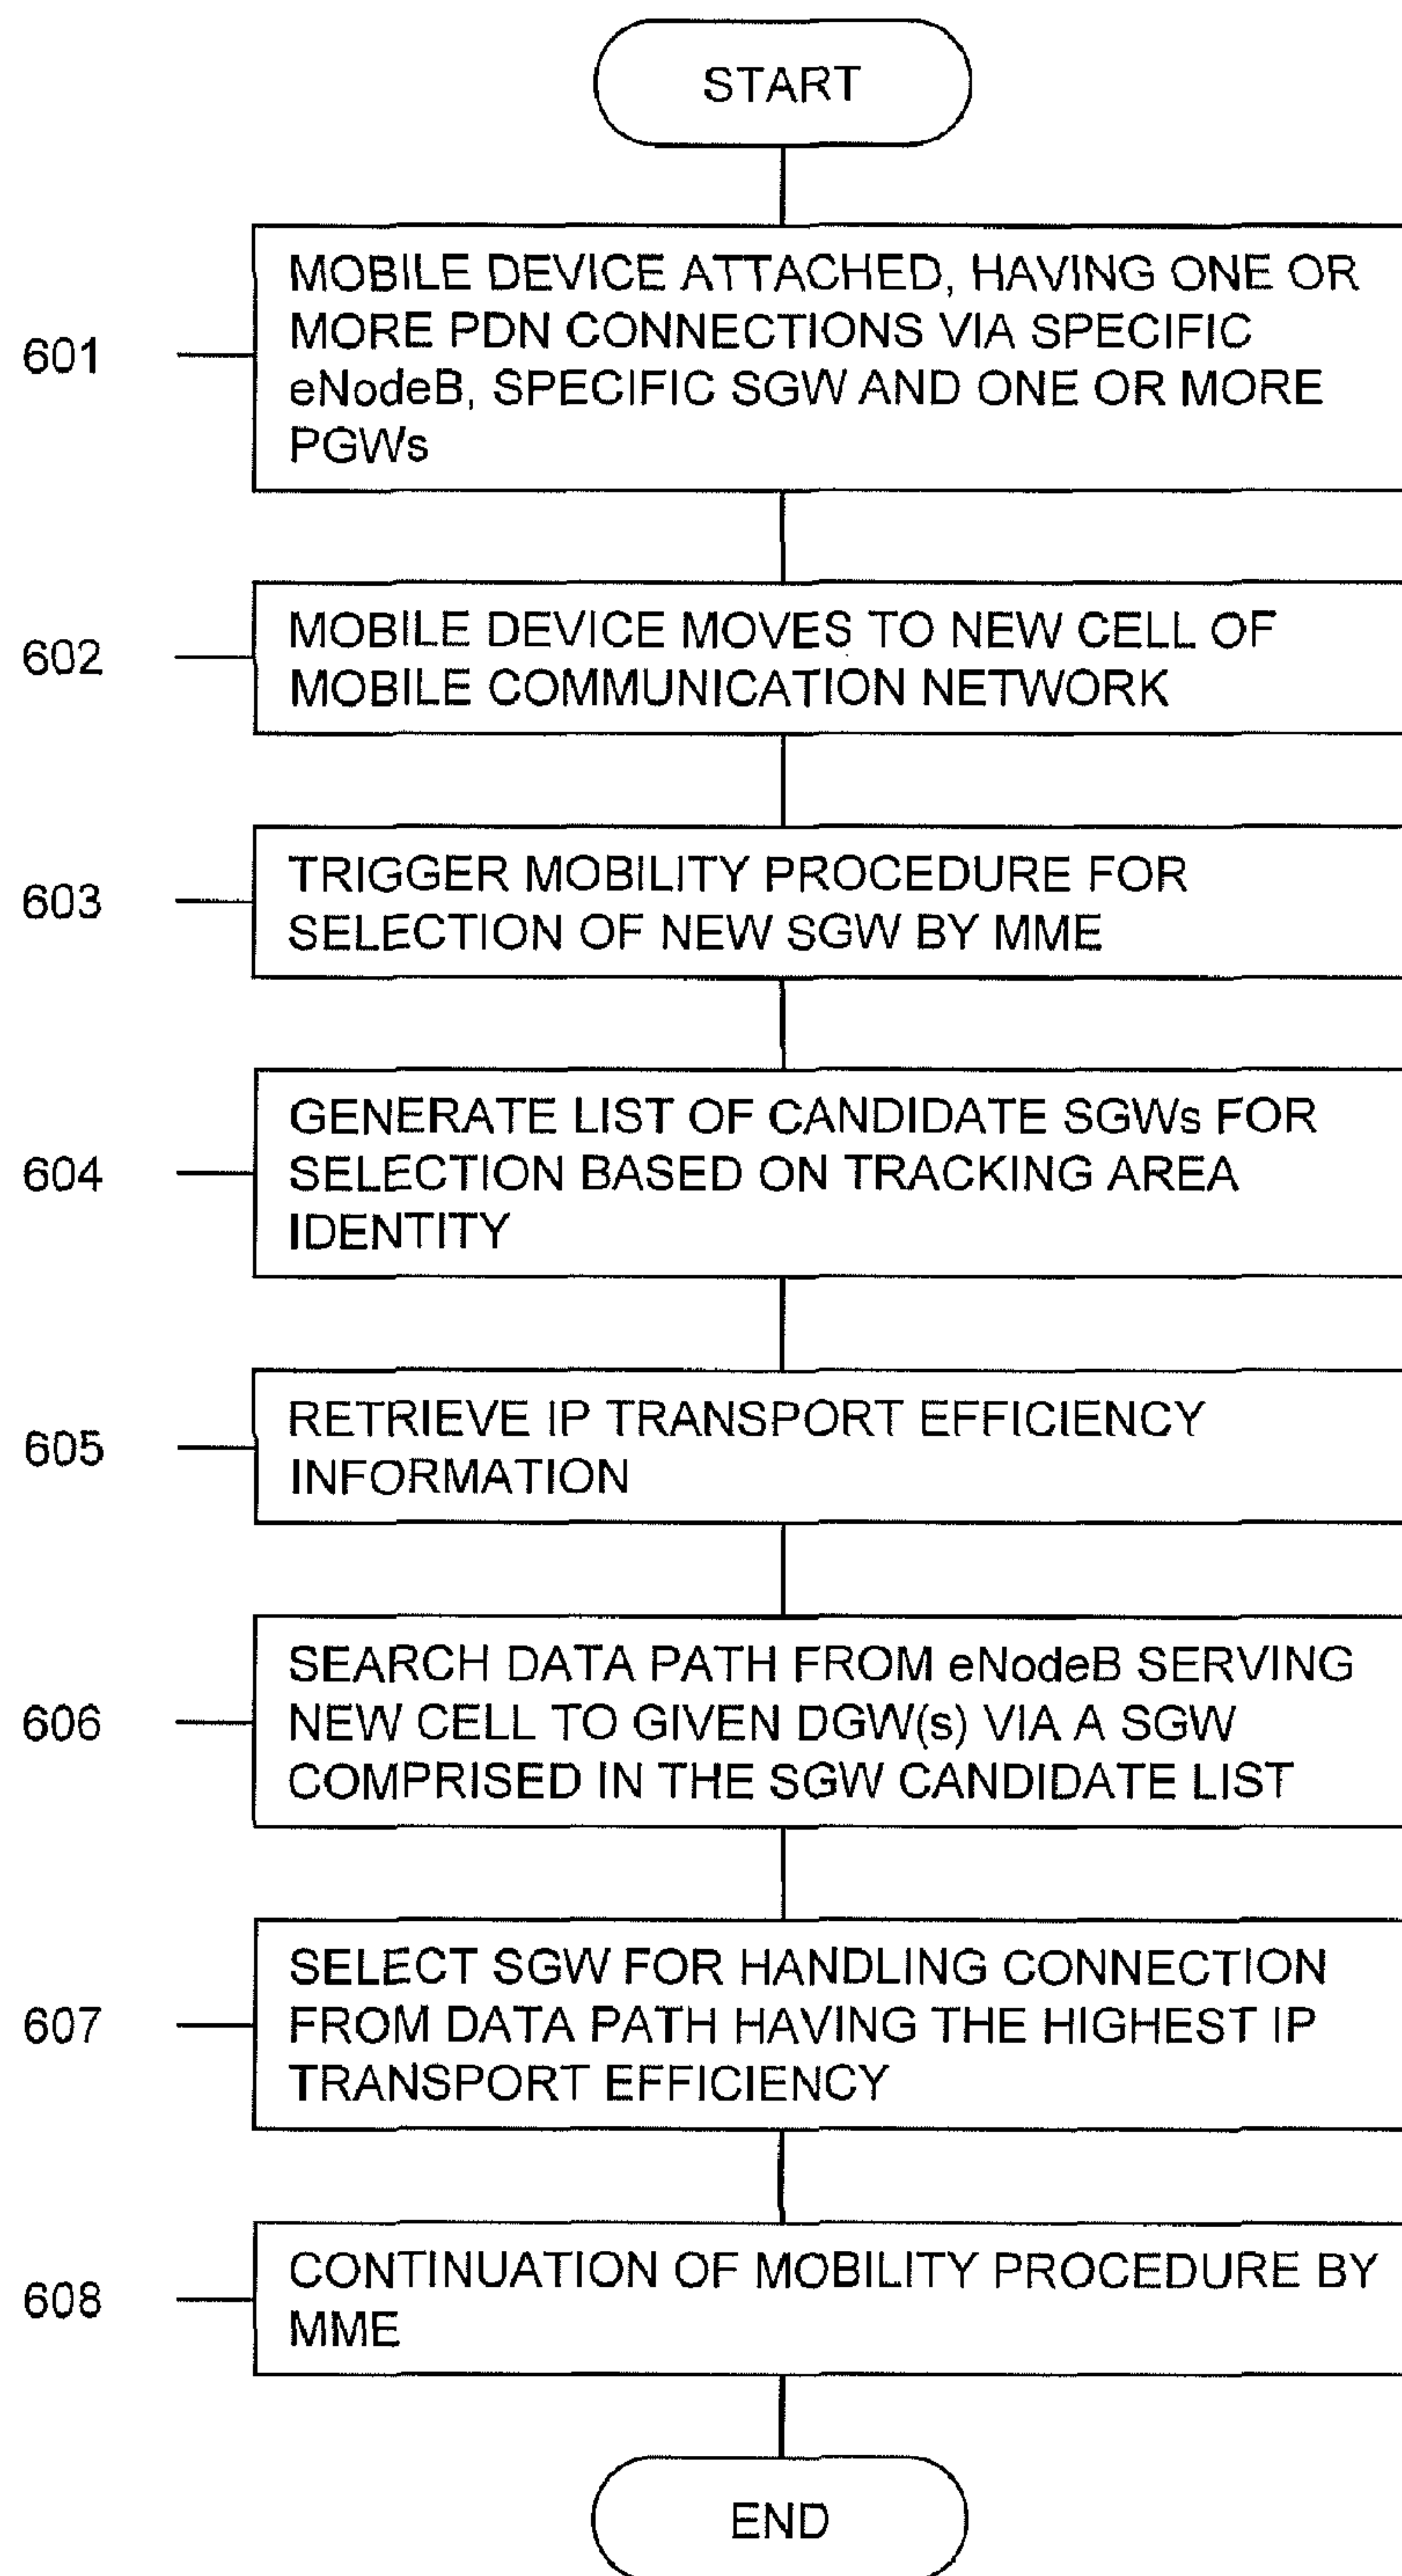 START
601
MOBILE DEVICE ATTACHED, HAVING ONE OR
MORE PDN CONNECTIONS VIA SPECIFIC
eNodeB, SPECIFIC SGW AND ONE OR MORE
PGWs
602
MOBILE DEVICE MOVES TO NEW CELL OF
MOBILE COMMUNICATION NETWORK
603
TRIGGER MOBILITY PROCEDURE FOR
SELECTION OF NEW SGW BY MME
604
GENERATE LIST OF CANDIDATE SGWs FOR
SELECTION BASED ON TRACKING AREA
IDENTITY
605
RETRIEVE IP TRANSPORT EFFICIENCY
INFORMATION
606
SEARCH DATA PATH FROM eNodeB SERVING
NEW CELL TO GIVEN DGW(s) VIA A SGW
COMPRISED IN THE SGW CANDIDATE LIST
607
SELECT SGW FOR HANDLING CONNECTION
FROM DATA PATH HAVING THE HIGHEST IP
TRANSPORT EFFICIENCY
608
CONTINUATION OF MOBILITY PROCEDURE BY
MME
END